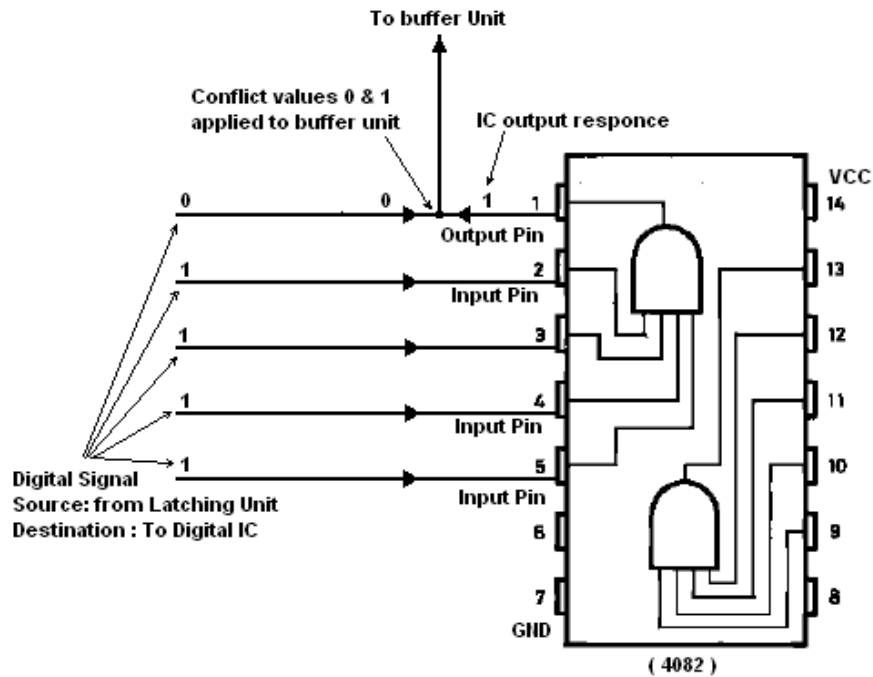 To buffer Unit
Conflict values 0 & 1
applied to buffer unit
IC output responce
VCC
0 0 1 1 14
Output Pin
1 2 13
Input Pin
1 3 12
1 4 11
Input Pin
1 5 10
Input Pin
Digital Signal
Source: from Latching Unit
Destination : To Digital IC
6 9
7 8
GND
( 4082 )